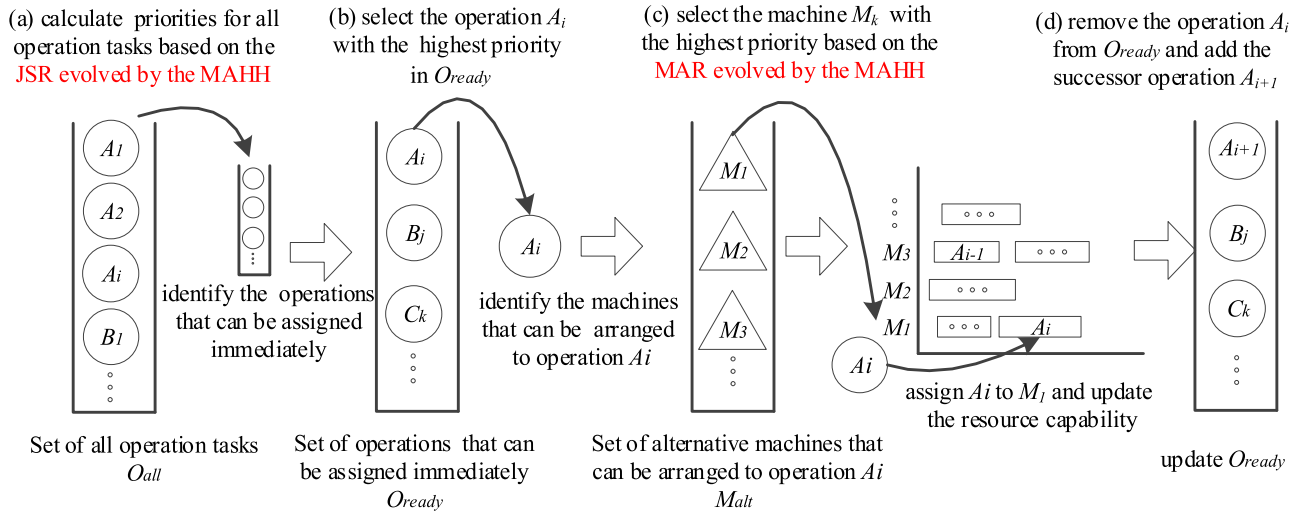 (a) calculate priorities for all
operation tasks based on the
JSR evolved by the MAHH
A1
A2
Ai
B1
identify the operations
that can be assigned
immediately
Set of all operation tasks
Oall
(b) select the operation Ai
with the highest priority
in Oready
Ai
Bj
Ck
Ai
identify the machines
that can be arranged
to operation Ai
Set of operations that can
be assigned immediately
Oready
(c) select the machine Mk with
the highest priority based on the
MAR evolved by the MAHH
M1
M2
M3
Set of alternative machines that
can be arranged to operation Ai
Malt
M3 Ai-1
M2
M1 Ai
Ai
assign Ai to M1 and update
the resource capability
(d) remove the operation Ai
from Oready and add the
successor operation Ai+1
Ai+1
Bj
Ck
update Oready